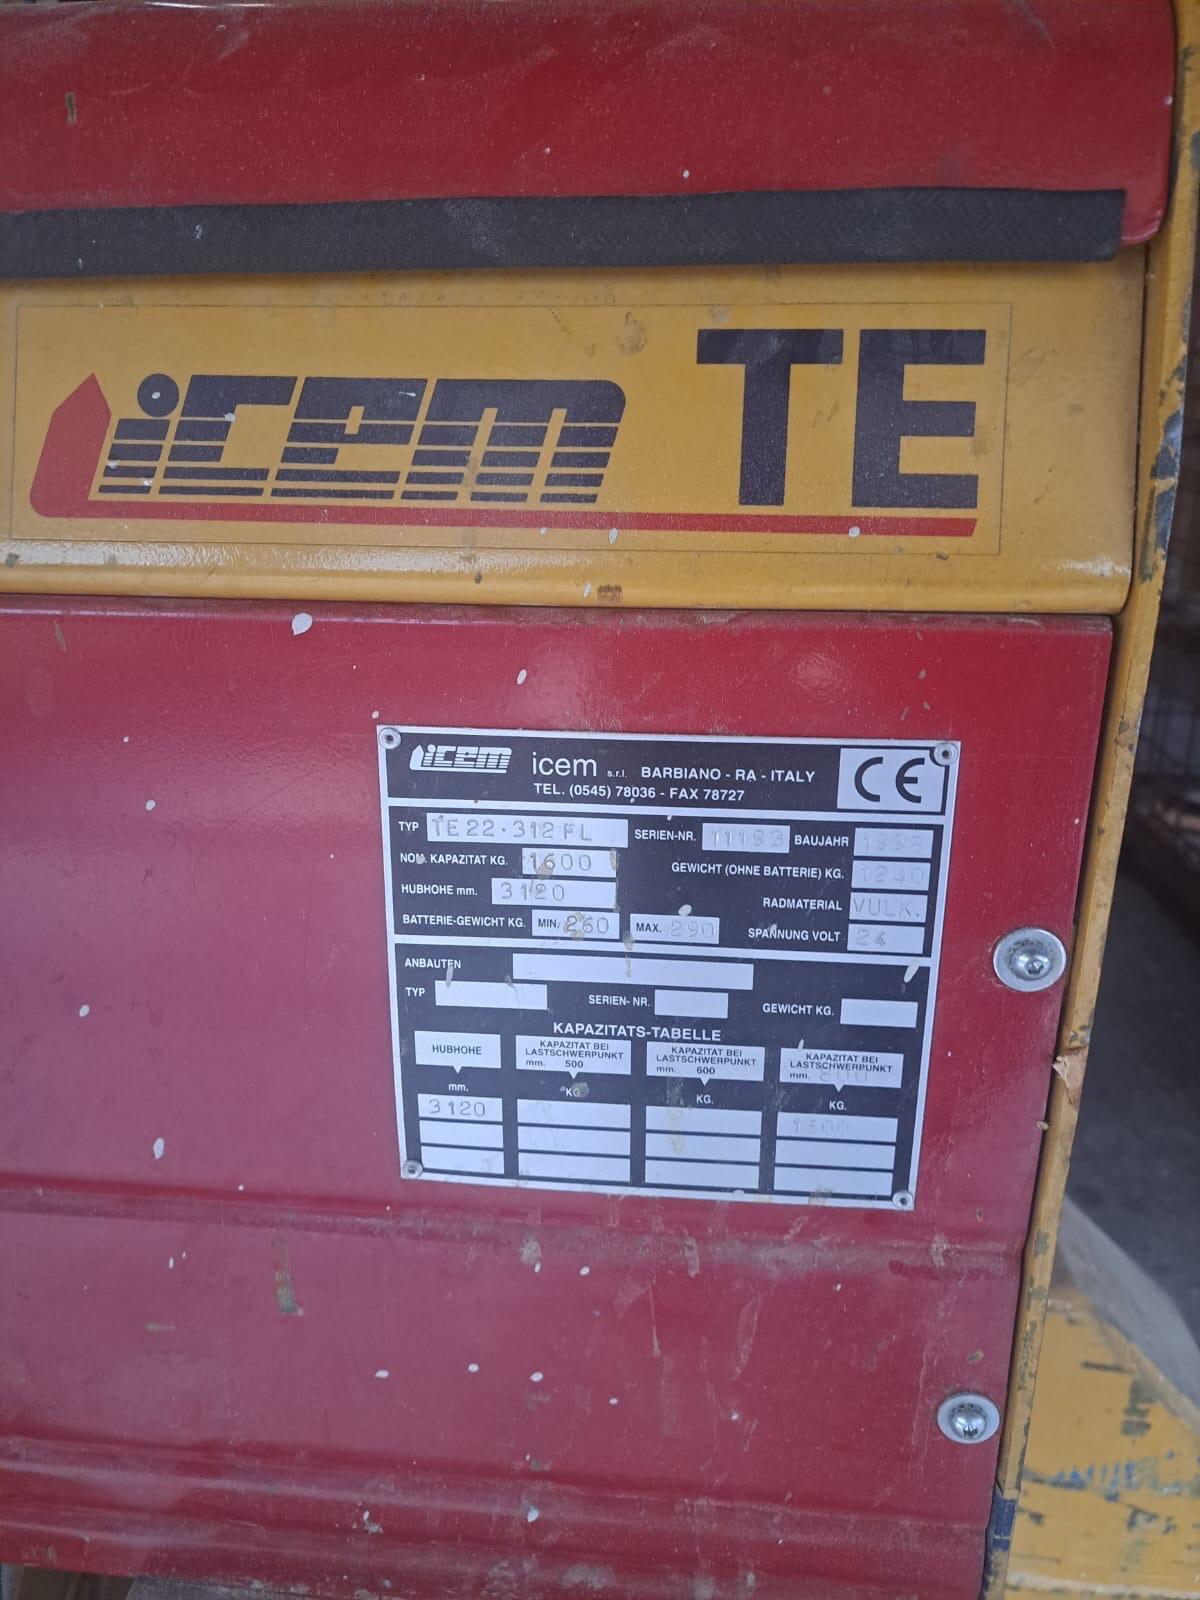 icem TE
icem icem s.r.l. BARBIANO - RA - ITALY CE
TEL. (0545) 78036 - FAX 78727
TYP TE 22·312 FL SERIEN-NR. 11193 BAUJAHR
NOM. KAPAZITAT KG. 1600 GEWICHT (OHNE BATTERIE) KG. 1240
HUBHOHE mm. 3120 RADMATERIAL VULK.
BATTERIE-GEWICHT KG. MIN. 260 MAX. 290 SPANNUNG VOLT 24
ANBAUTEN
TYP SERIEN- NR. GEWICHT KG.
KAPAZITATS-TABELLE
HUBHOHE
mm.
3120
KAPAZITAT BEI
LASTSCHWERPUNKT
mm. 500
KG.
KAPAZITAT BEI
LASTSCHWERPUNKT
mm. 600
KG.
KAPAZITAT BEI
LASTSCHWERPUNKT
mm. 800
KG.